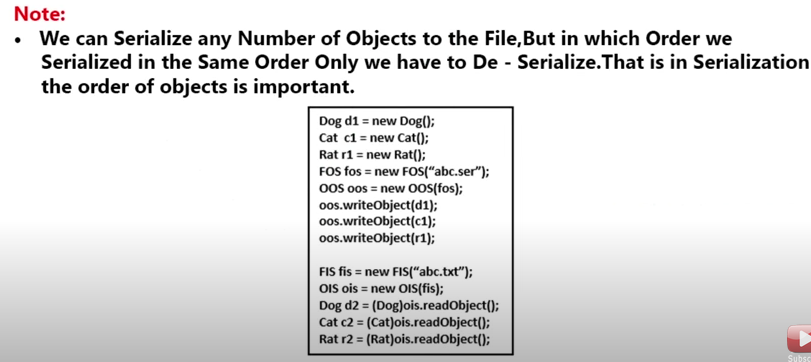 Note:
• We can Serialize any Number of Objects to the File,But in which Order we
Serialized in the Same Order Only we have to De - Serialize.That is in Serialization
the order of objects is important.
Dog d1 = new Dog();
Cat c1 = new Cat();
Rat r1 = new Rat();
FOS fos = new FOS(“abc.ser”);
OOS oos = new OOS(fos);
oos.writeObject(d1);
oos.writeObject(c1);
oos.writeObject(r1);
FIS fis = new FIS(“abc.txt”);
OIS ois = new OIS(fis);
Dog d2 = (Dog)ois.readObject();
Cat c2 = (Cat)ois.readObject();
Rat r2 = (Rat)ois.readObject();